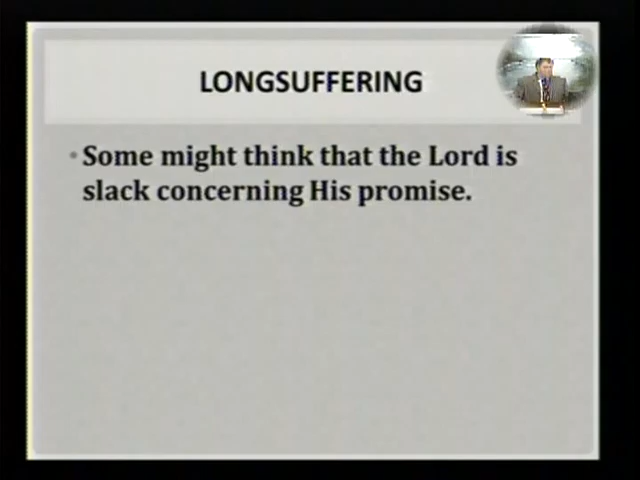 LONGSUFFERING
• Some might think that the Lord is
slack concerning His promise.